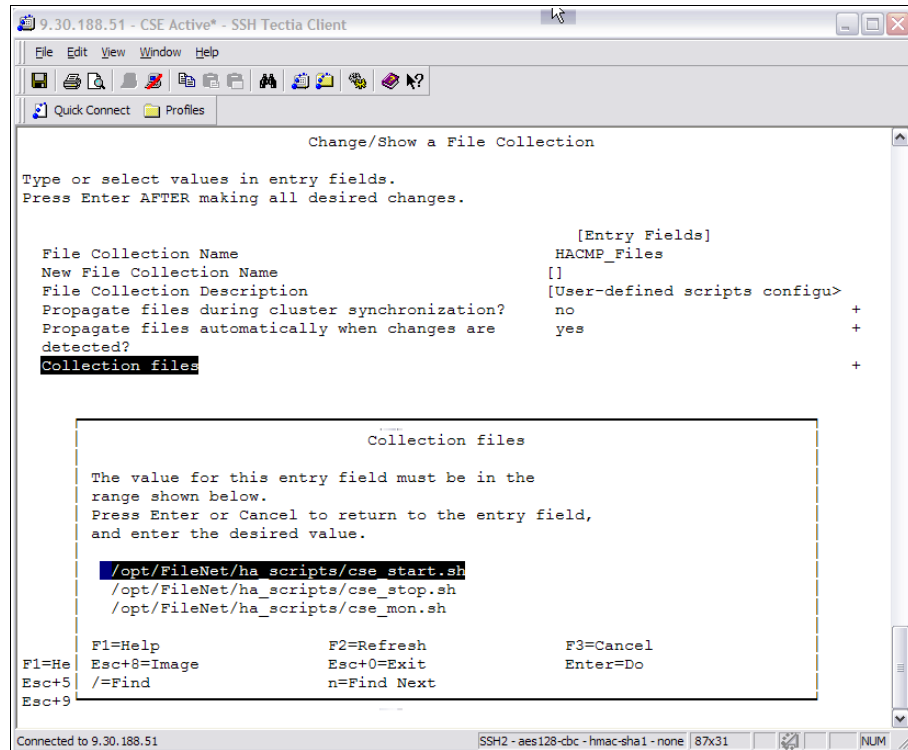 9.30.188.51 - CSE Active* - SSH Tectia Client
File Edit View Window Help
Quick Connect Profiles
Change/Show a File Collection
Type or select values in entry fields.
Press Enter AFTER making all desired changes.
[Entry Fields]
File Collection Name HACMP_Files
New File Collection Name []
File Collection Description [User-defined scripts configu>
Propagate files during cluster synchronization? no +
Propagate files automatically when changes are yes +
detected?
Collection files +
Collection files
The value for this entry field must be in the
range shown below.
Press Enter or Cancel to return to the entry field,
and enter the desired value.
/opt/FileNet/ha_scripts/cse_start.sh
/opt/FileNet/ha_scripts/cse_stop.sh
/opt/FileNet/ha_scripts/cse_mon.sh
F1=Help F2=Refresh F3=Cancel
F1=He Esc+8=Image Esc+0=Exit Enter=Do
Esc+5 /=Find n=Find Next
Esc+9
Connected to 9.30.188.51 SSH2 - aes128-cbc - hmac-sha1 - none 87x31 NUM